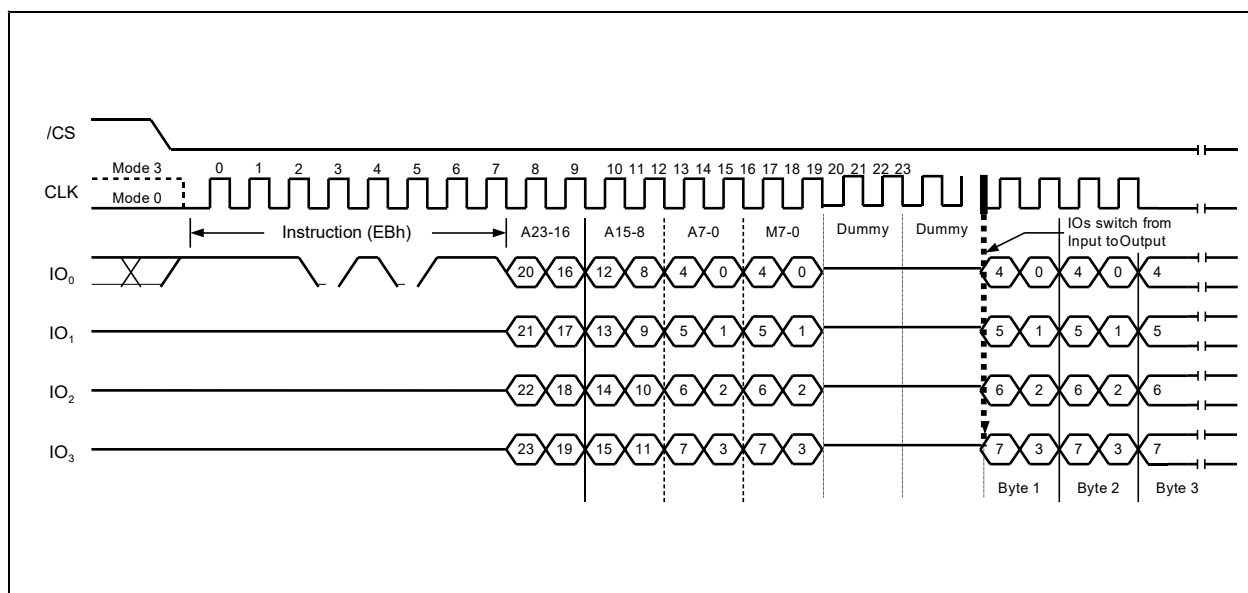 /CS
Mode 3
0 1 2 3 4 5 6 7 8 9 10 11 12 13 14 15 16 17 18 19 20 21 22 23
CLK
Mode 0
Instruction (EBh) A23-16 A15-8 A7-0 M7-0 Dummy Dummy
IOs switch from
Input to Output
IO0 20 16 12 8 4 0 4 0 4 0 4 0 4
IO1 21 17 13 9 5 1 5 1 5 1 5 1 5
IO2 22 18 14 10 6 2 6 2 6 2 6 2 6
IO3 23 19 15 11 7 3 7 3 7 3 7 3 7
Byte 1 Byte 2 Byte 3